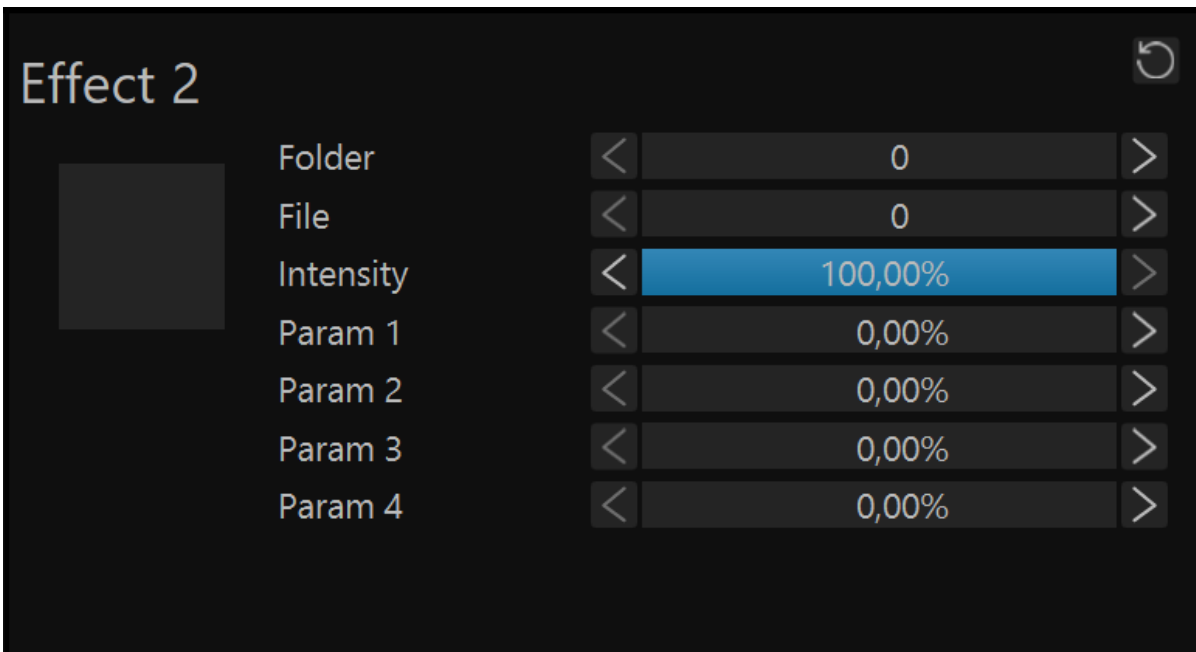 Effect 2
Folder 0
File 0
Intensity 100,00%
Param 1 0,00%
Param 2 0,00%
Param 3 0,00%
Param 4 0,00%